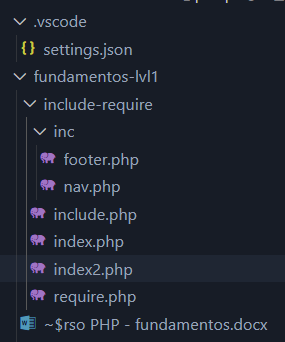 .vscode
{} settings.json
fundamentos-lvl1
include-require
inc
footer.php
nav.php
include.php
index.php
index2.php
require.php
~$rso PHP - fundamentos.docx